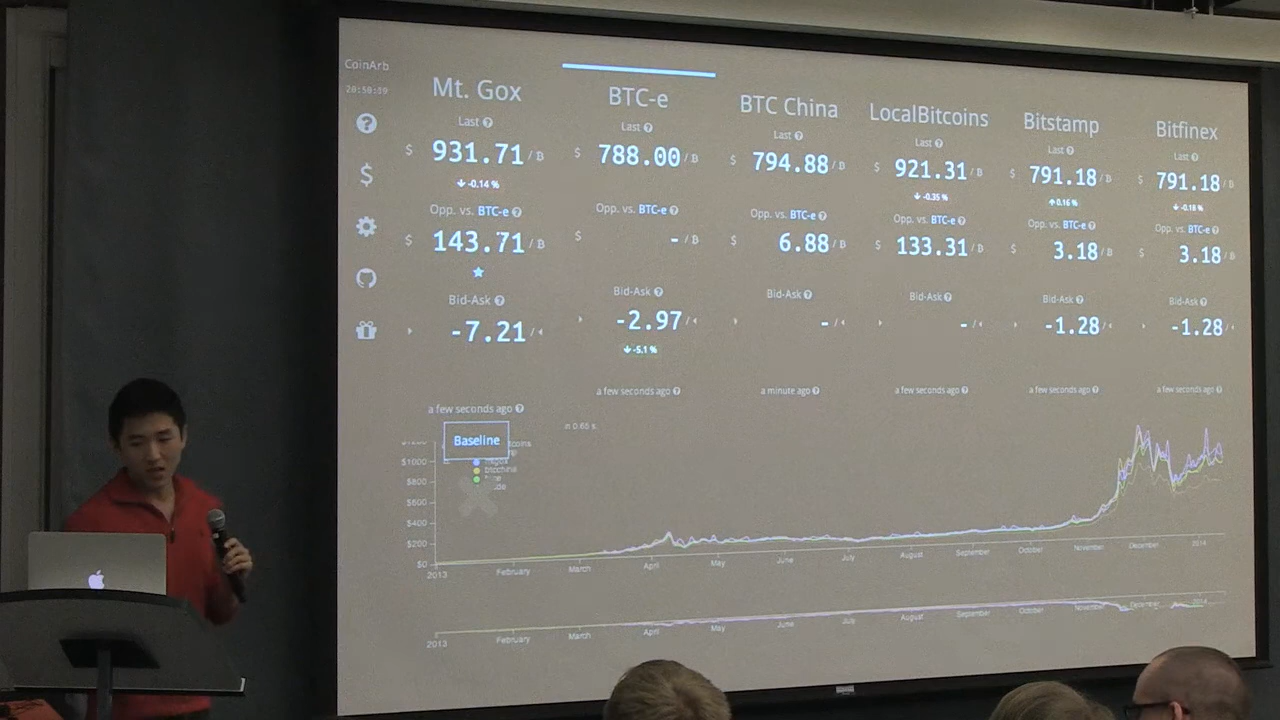 CoinArb
20:50:09
Mt. Gox
Last
$ 931.71 / B
-0.14 %
Opp. vs. BTC-e
$ 143.71 / B
Bid-Ask
-7.21 /
a few seconds ago
BTC-e
Last
$ 788.00 / B
Opp. vs. BTC-e
$ - / B
Bid-Ask
-2.97 /
-5.1 %
a few seconds ago
BTC China
Last
$ 794.88 / B
Opp. vs. BTC-e
$ 6.88 / B
Bid-Ask
- /
a minute ago
LocalBitcoins
Last
$ 921.31 / B
-0.35 %
Opp. vs. BTC-e
$ 133.31 / B
Bid-Ask
- /
a few seconds ago
Bitstamp
Last
$ 791.18 / B
0.16 %
Opp. vs. BTC-e
$ 3.18 / B
Bid-Ask
-1.28 /
a few seconds ago
Bitfinex
Last
$ 791.18 / B
-0.18 %
Opp. vs. BTC-e
$ 3.18 / B
Bid-Ask
-1.28 /
a few seconds ago
Baseline
btcchina
$1000
$800
$600
$400
$200
$0
2013 February March April May June July August September October November December 2014
2013 February March April May June July August September October November December 2014